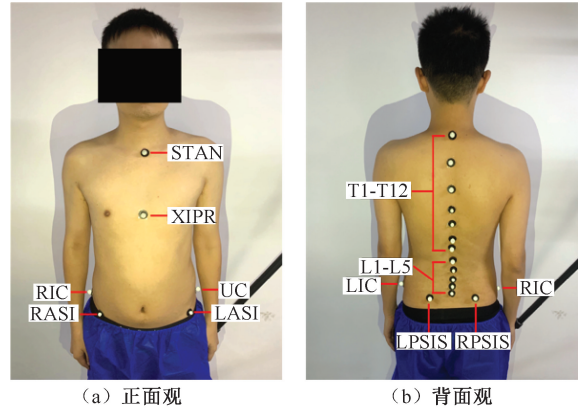 STAN
XIPR
RIC
UC
RASI
LASI
T1-T12
L1-L5
LIC
RIC
LPSIS
RPSIS
(a) 正面观
(b) 背面观